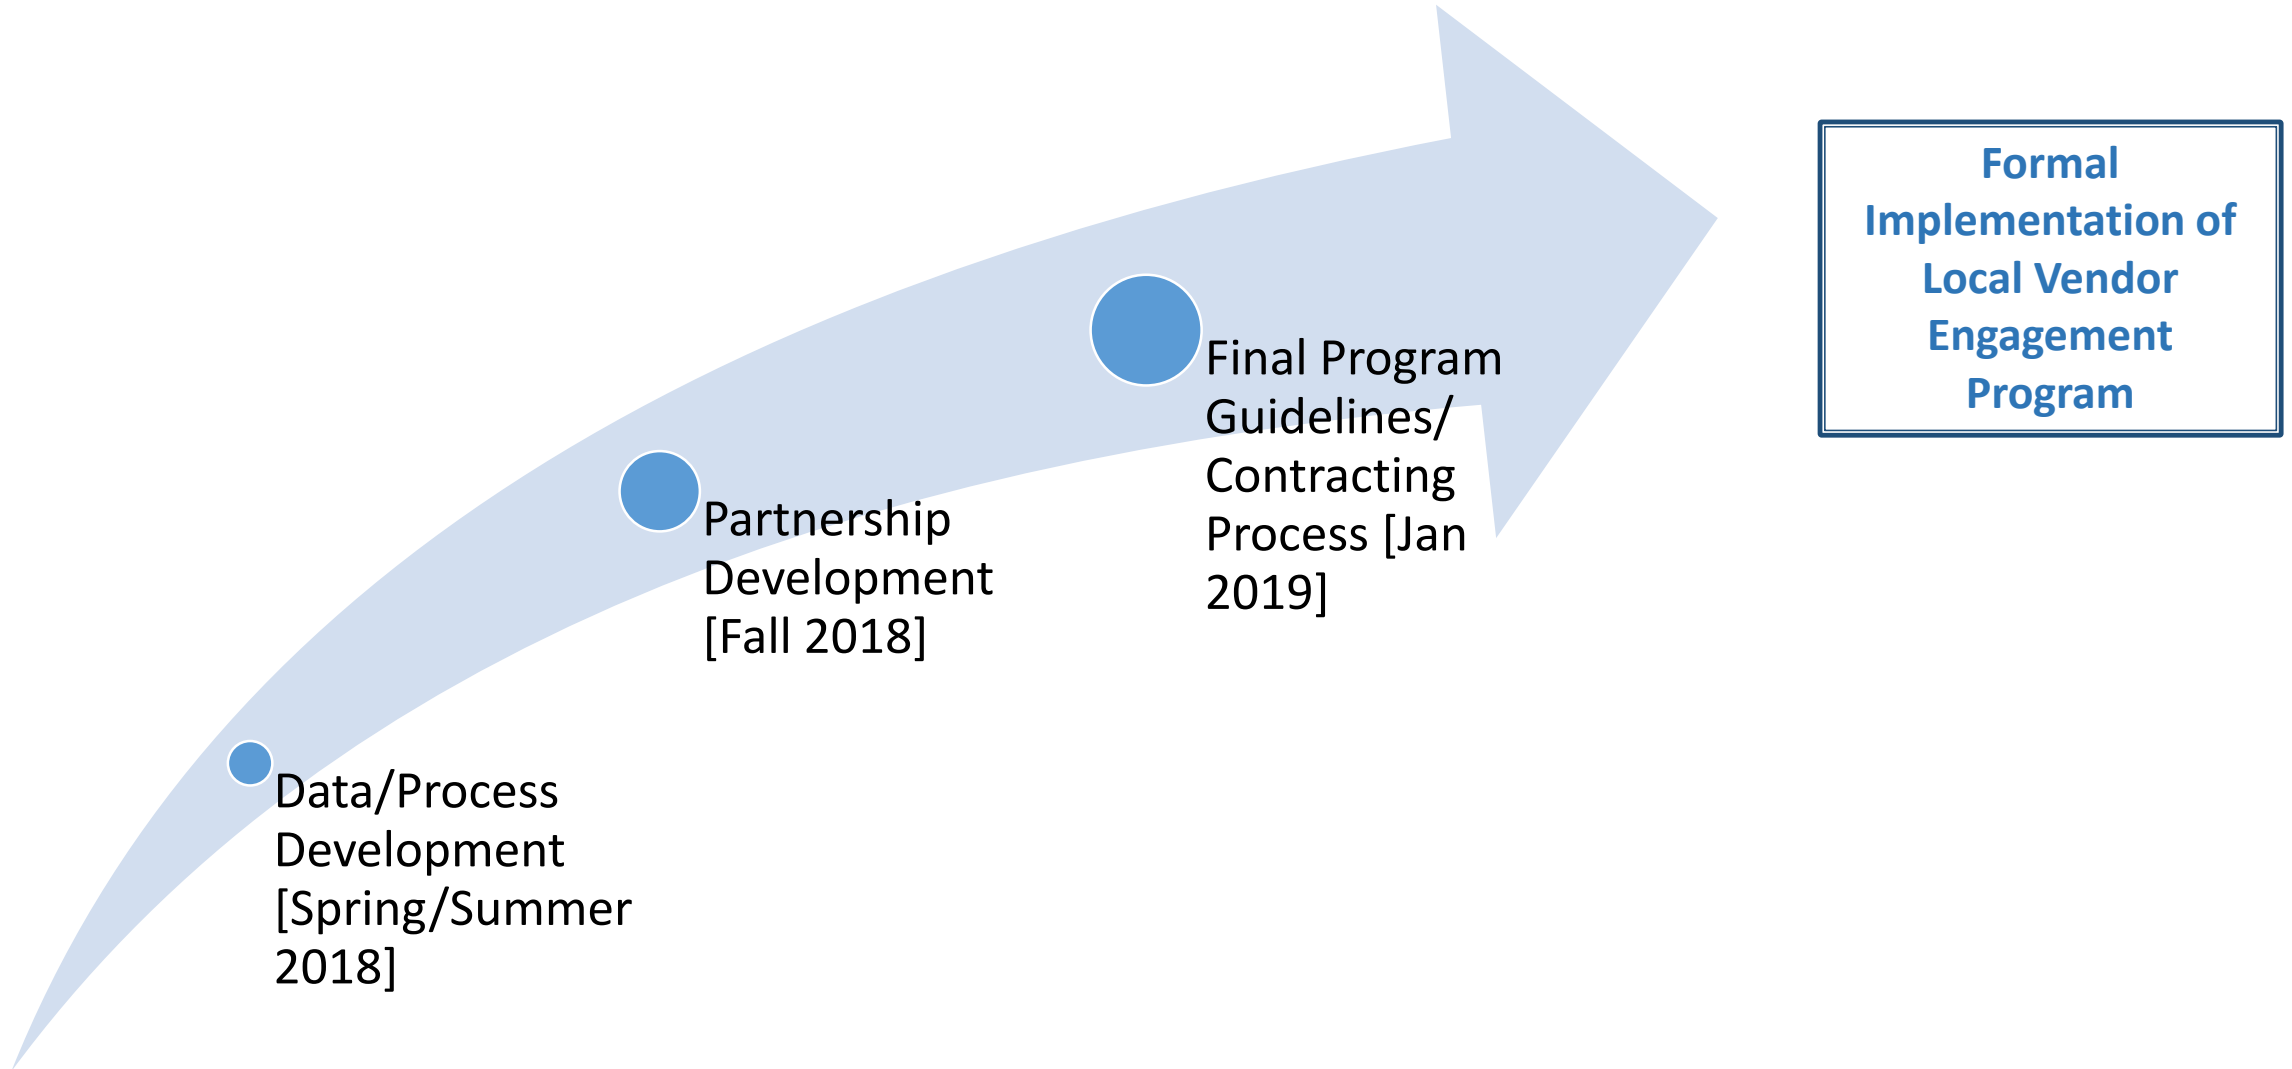 Formal
Implementation of
Local Vendor
Engagement
Program
Final Program
Guidelines/
Contracting
Process [Jan
2019]
Partnership
Development
[Fall 2018]
Data/Process
Development
[Spring/Summer
2018]